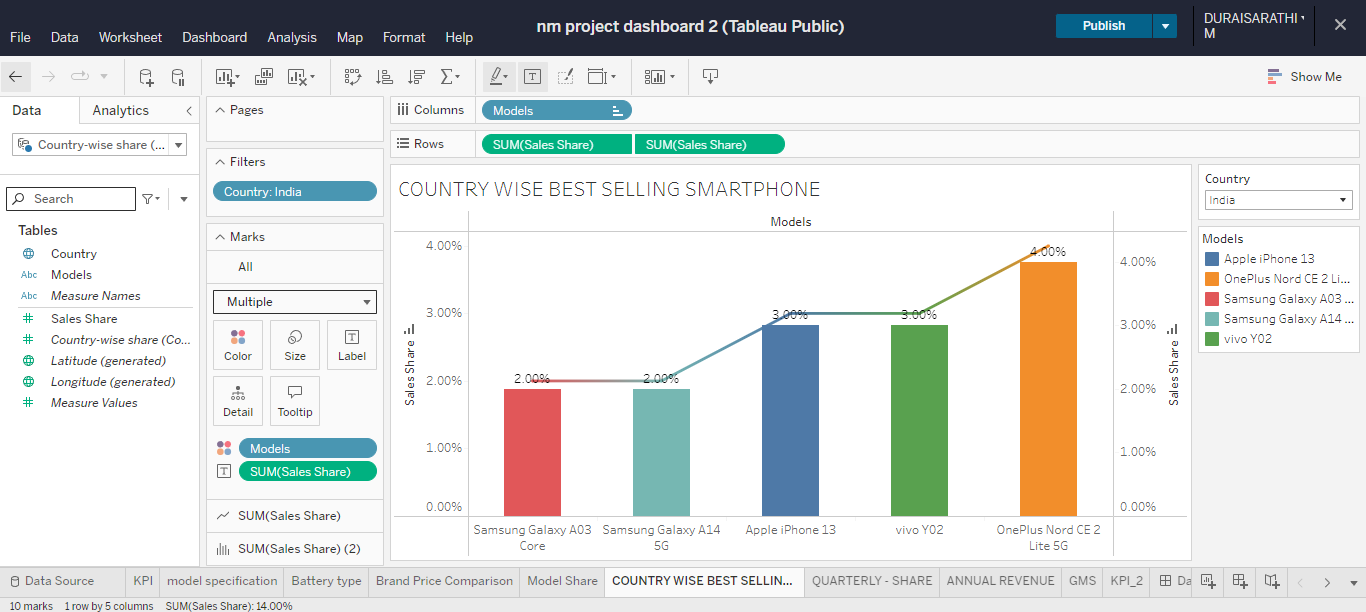 nm project dashboard 2 (Tableau Public)
Publish
DURAISARATHI M
File Data Worksheet Dashboard Analysis Map Format Help
Show Me
Data Analytics
Country-wise share (...
Search
Tables
Country
Abc Models
Abc Measure Names
Sales Share
Country-wise share (Co...
Latitude (generated)
Longitude (generated)
Measure Values
Pages
Filters
Country: India
Marks
All
Multiple
Color Size Label
Detail Tooltip
Models
SUM(Sales Share)
SUM(Sales Share)
SUM(Sales Share) (2)
Columns Models
Rows SUM(Sales Share) SUM(Sales Share)
COUNTRY WISE BEST SELLING SMARTPHONE
Models
Sales Share
4.00%
3.00%
2.00%
1.00%
0.00%
2.00% 2.00% 3.00% 3.00% 4.00%
4.00%
3.00%
2.00%
1.00%
0.00%
Sales Share
Samsung Galaxy A03 Core
Samsung Galaxy A14 5G
Apple iPhone 13
vivo Y02
OnePlus Nord CE 2 Lite 5G
Country
India
Models
Apple iPhone 13
OnePlus Nord CE 2 Li...
Samsung Galaxy A03 ...
Samsung Galaxy A14 ...
vivo Y02
Data Source KPI model specification Battery type Brand Price Comparison Model Share COUNTRY WISE BEST SELLIN... QUARTERLY - SHARE ANNUAL REVENUE GMS KPI_2 Da
10 marks 1 row by 5 columns SUM(Sales Share): 14.00%